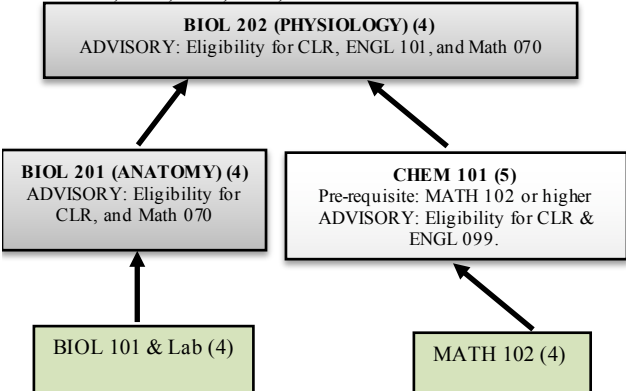 BIOL 202 (PHYSIOLOGY) (4)
ADVISORY: Eligibility for CLR, ENGL 101, and Math 070
BIOL 201 (ANATOMY) (4)
ADVISORY: Eligibility for
CLR, and Math 070
CHEM 101 (5)
Pre-requisite: MATH 102 or higher
ADVISORY: Eligibility for CLR &
ENGL 099.
BIOL 101 & Lab (4)
MATH 102 (4)